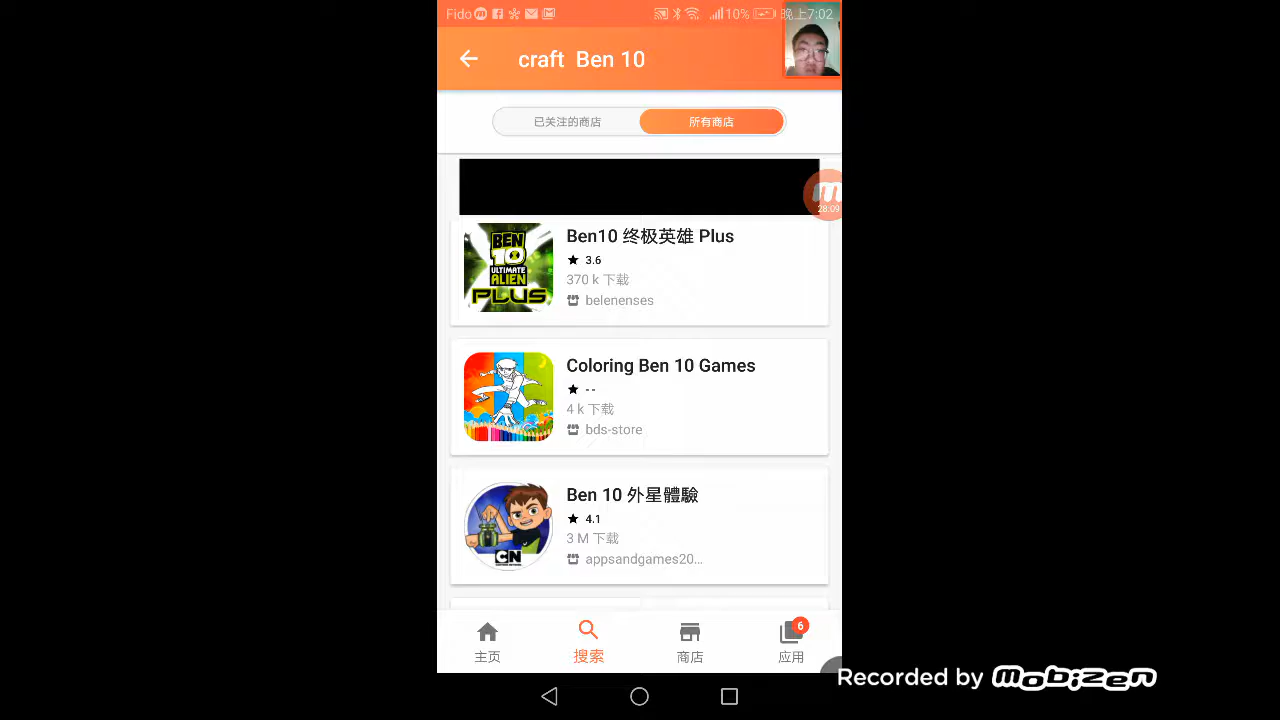 Fido 10% 晚上7:02
craft Ben 10
已关注的商店 所有商店
28:09
BEN
10
ULTIMATE
ALIEN
PLUS
Ben10 终极英雄 Plus
★ 3.6
370 k 下载
belenenses
Coloring Ben 10 Games
★ --
4 k 下载
bds-store
CN
Ben 10 外星體驗
★ 4.1
3 M 下载
appsandgames20...
6
主页 搜索 商店 应用
Recorded by mobizen